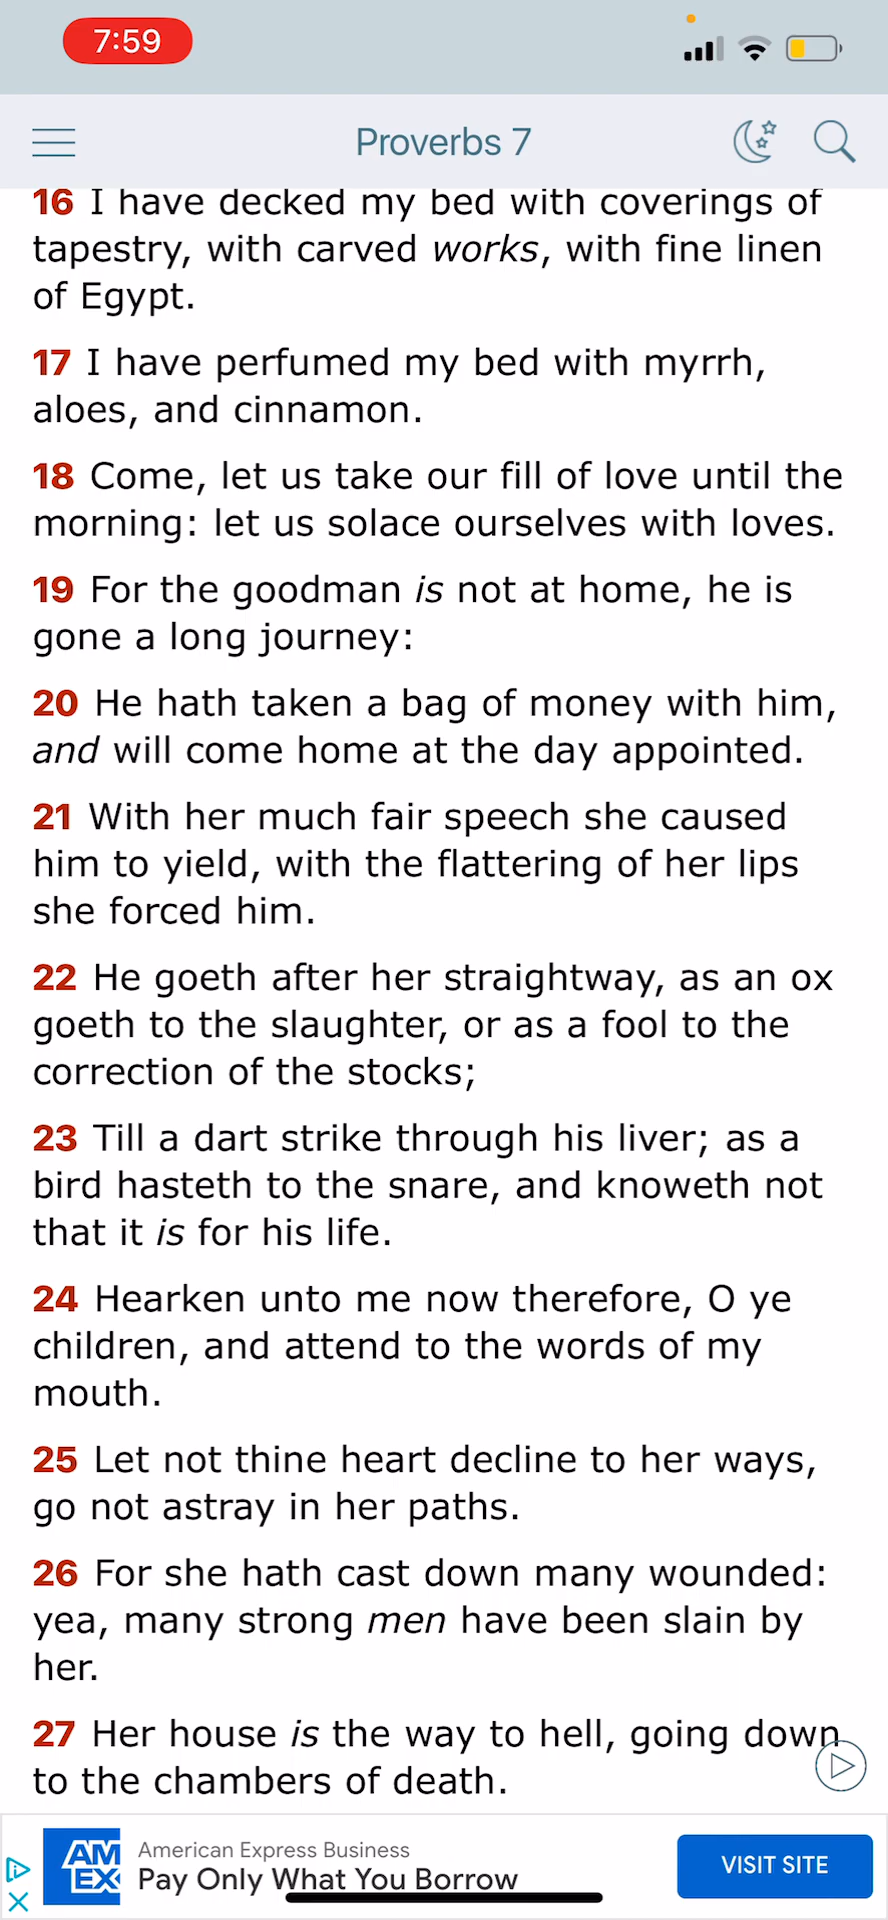 7:59
Proverbs 7
16 I have decked my bed with coverings of
tapestry, with carved works, with fine linen
of Egypt.
17 I have perfumed my bed with myrrh,
aloes, and cinnamon.
18 Come, let us take our fill of love until the
morning: let us solace ourselves with loves.
19 For the goodman is not at home, he is
gone a long journey:
20 He hath taken a bag of money with him,
and will come home at the day appointed.
21 With her much fair speech she caused
him to yield, with the flattering of her lips
she forced him.
22 He goeth after her straightway, as an ox
goeth to the slaughter, or as a fool to the
correction of the stocks;
23 Till a dart strike through his liver; as a
bird hasteth to the snare, and knoweth not
that it is for his life.
24 Hearken unto me now therefore, O ye
children, and attend to the words of my
mouth.
25 Let not thine heart decline to her ways,
go not astray in her paths.
26 For she hath cast down many wounded:
yea, many strong men have been slain by
her.
27 Her house is the way to hell, going down
to the chambers of death.
AM
EX
American Express Business
Pay Only What You Borrow
VISIT SITE